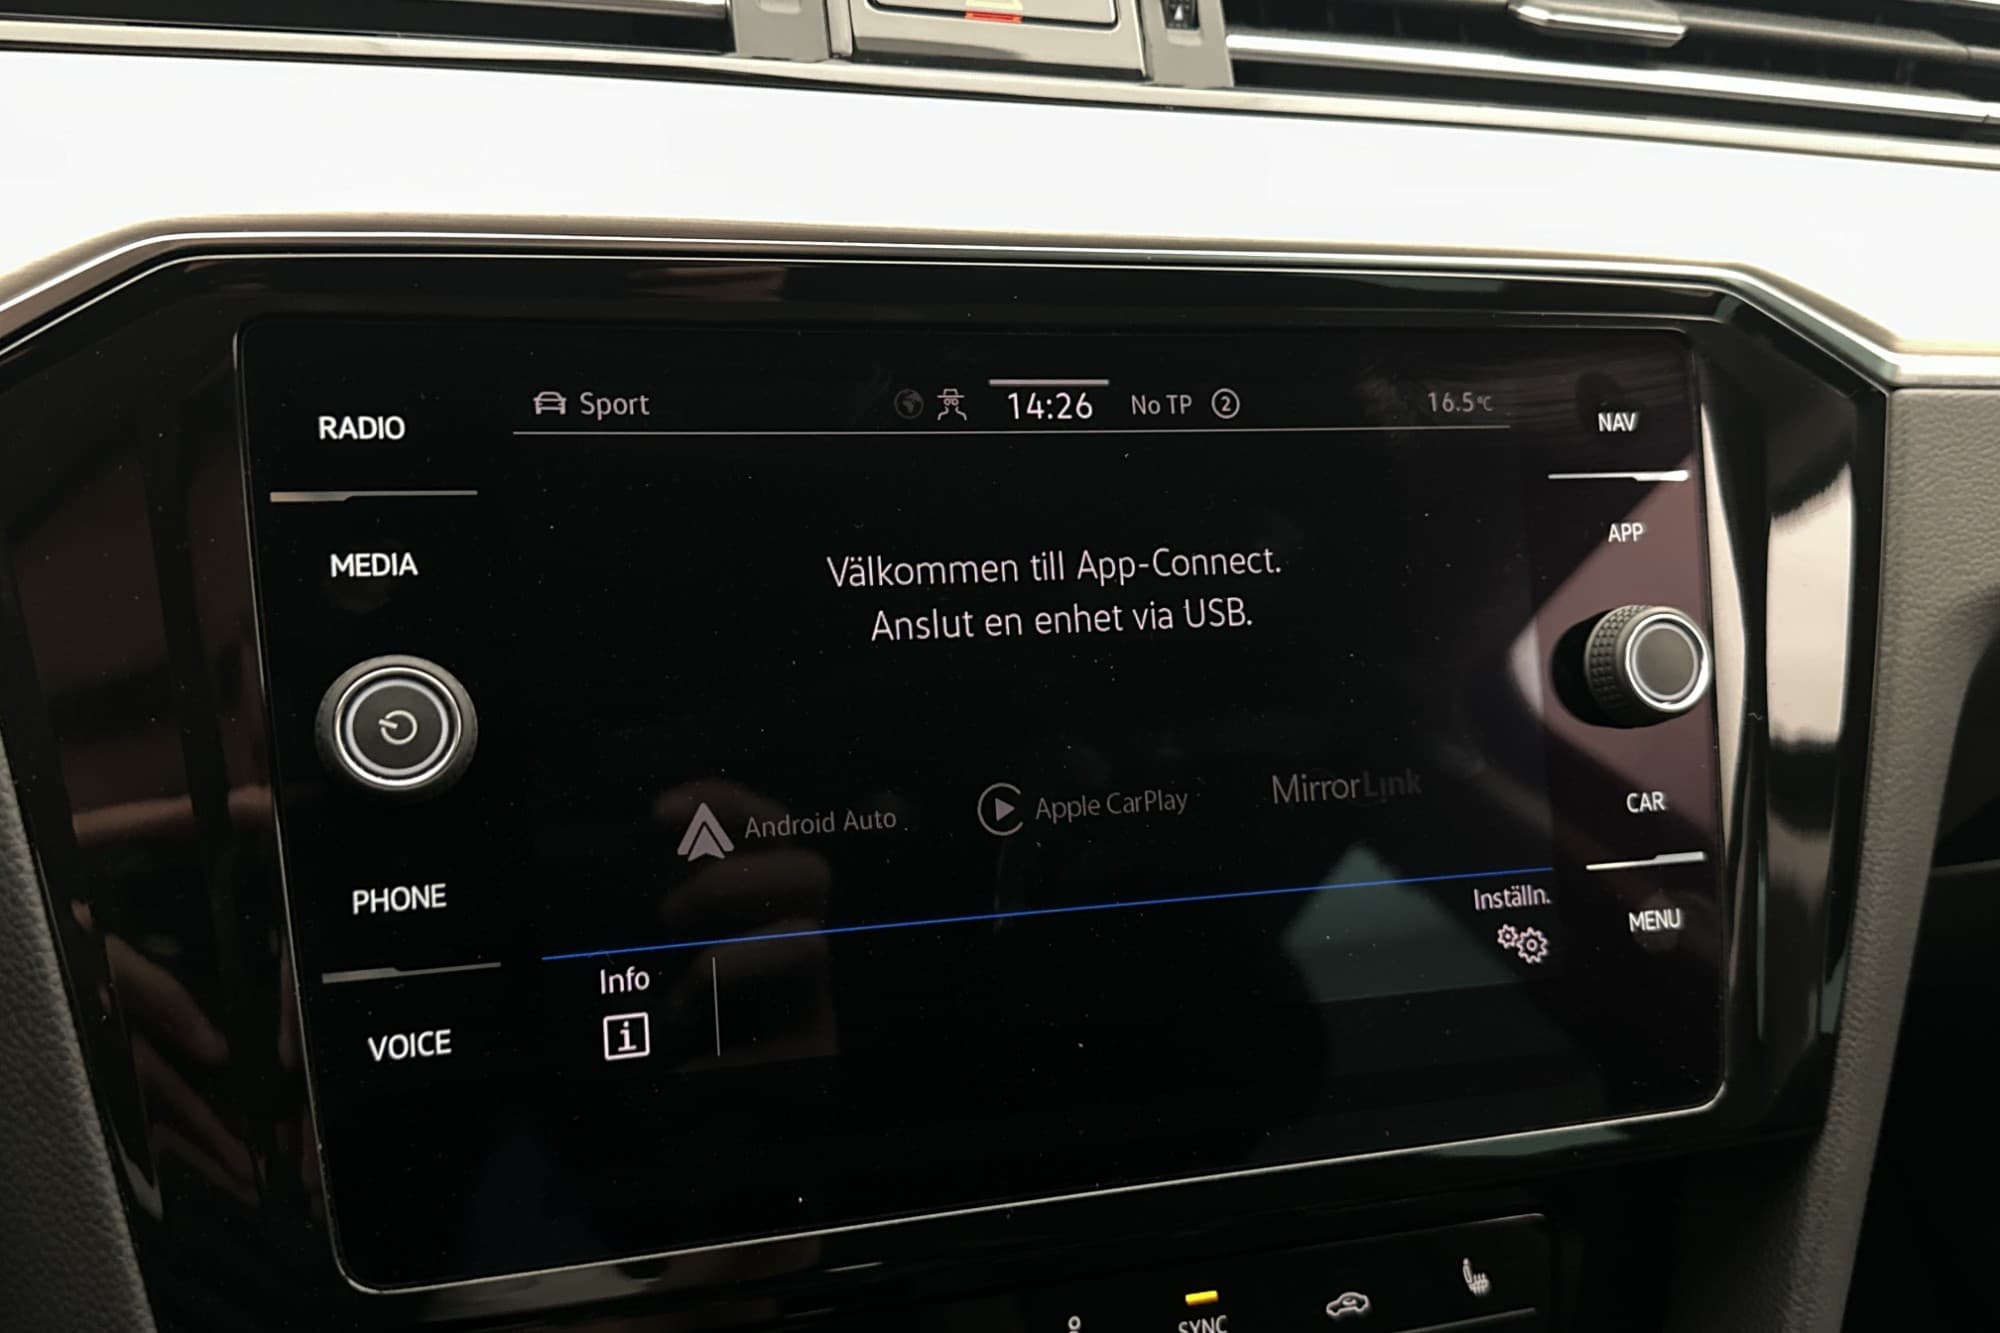 RADIO
Sport
14:26
No TP
2
16.5°C
NAV
MEDIA
APP
Välkommen till App-Connect.
Anslut en enhet via USB.
Android Auto
Apple CarPlay
MirrorLink
CAR
PHONE
Inställn.
MENU
Info
i
VOICE
SYNC